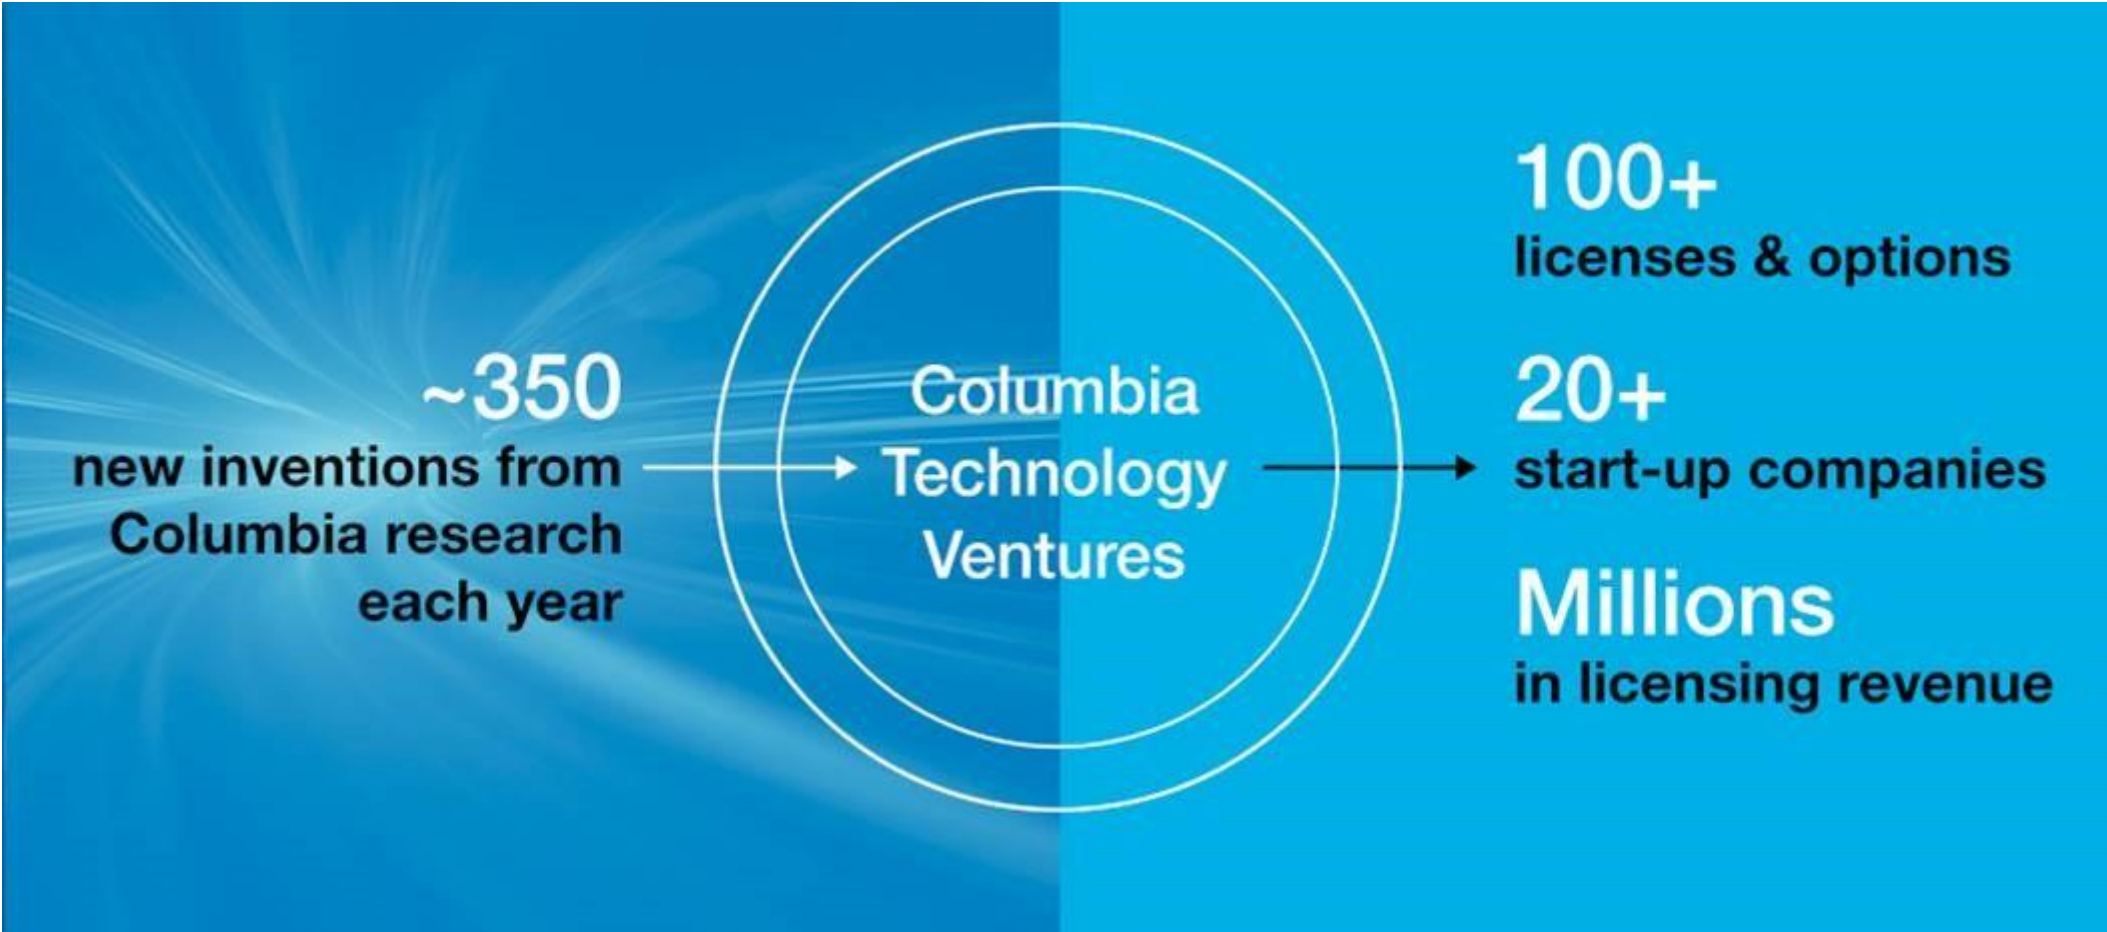 ~350
new inventions from
Columbia research
each year
Columbia
Technology
Ventures
100+
licenses & options
20+
start-up companies
Millions
in licensing revenue